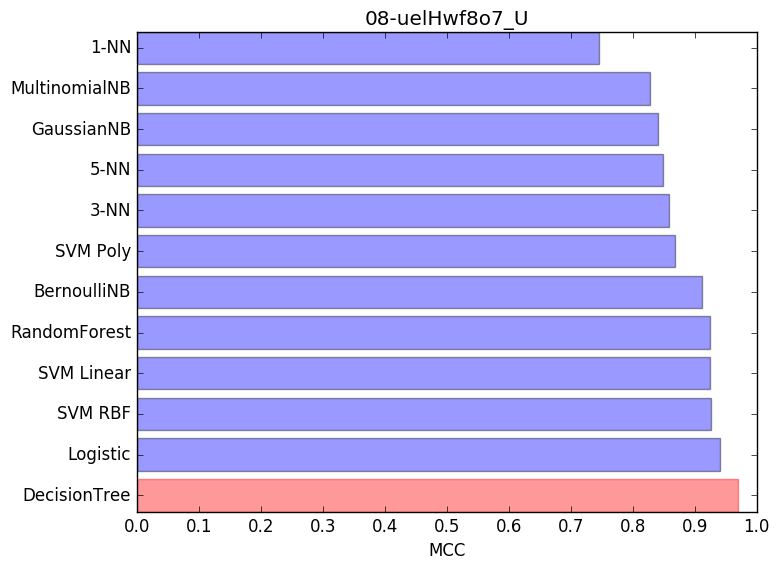 08-uelHwf8o7_U
1-NN
MultinomialNB
GaussianNB
5-NN
3-NN
SVM Poly
BernoulliNB
RandomForest
SVM Linear
SVM RBF
Logistic
DecisionTree
0.0 0.1 0.2 0.3 0.4 0.5 0.6 0.7 0.8 0.9 1.0
MCC